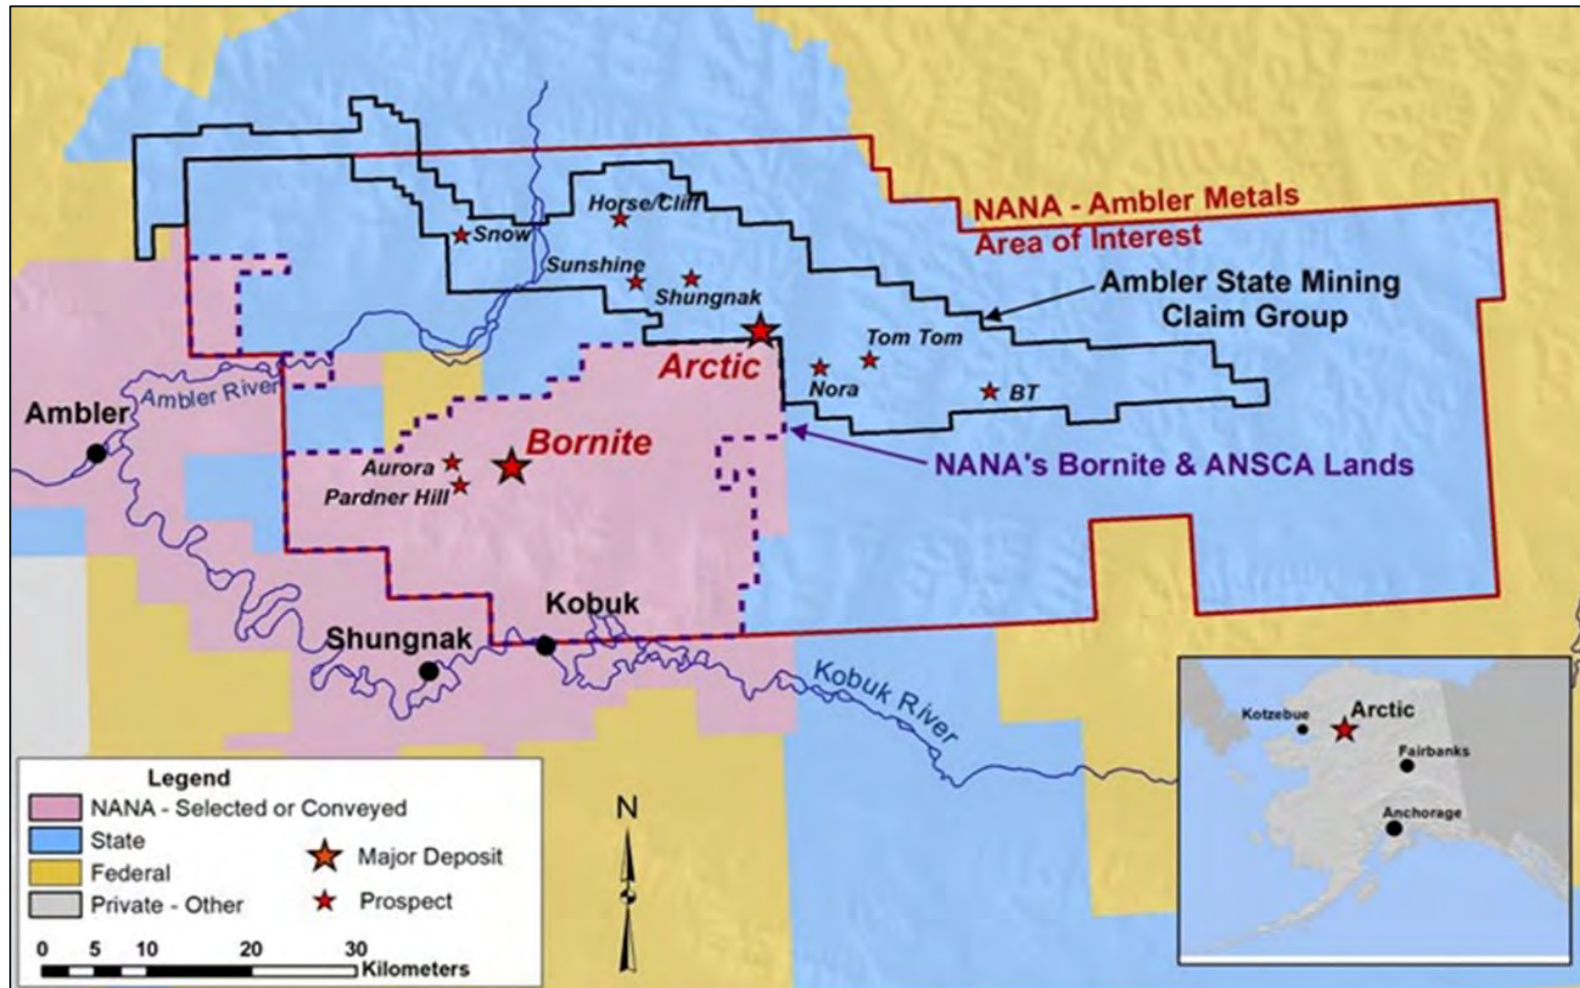 NANA - Ambler Metals
Area of Interest
Horse/Cliff
Snow
Sunshine
Shungnak
Ambler State Mining
Claim Group
Arctic
Tom Tom
Nora
BT
Ambler River
Ambler
Bornite
NANA's Bornite & ANSCA Lands
Aurora
Pardner Hill
Kobuk
Shungnak
Kobuk River
Legend
NANA - Selected or Conveyed
State
Federal
Private - Other
Major Deposit
Prospect
0 5 10 20 30
Kilometers
N
Kotzebue
Arctic
Fairbanks
Anchorage